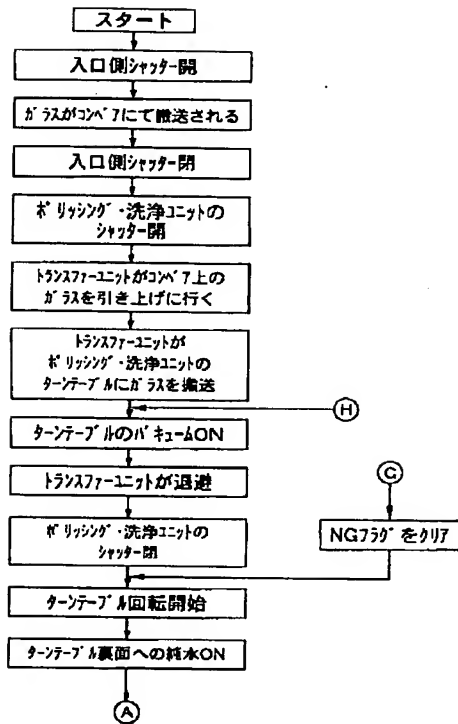 スタート
入口側シャッター開
ガラスがコンベアにて搬送される
入口側シャッター閉
ポリッシング・洗浄ユニットの
シャッター開
トランスファーユニットがコンベア上の
ガラスを引き上げに行く
トランスファーユニットが
ポリッシング・洗浄ユニットの
ターンテーブルにガラスを搬送
H
ターンテーブルのバキュームON
トランスファーユニットが退避
G
ポリッシング・洗浄ユニットの
シャッター閉
NGフラグをクリア
ターンテーブル回転開始
ターンテーブル裏面への純水ON
A